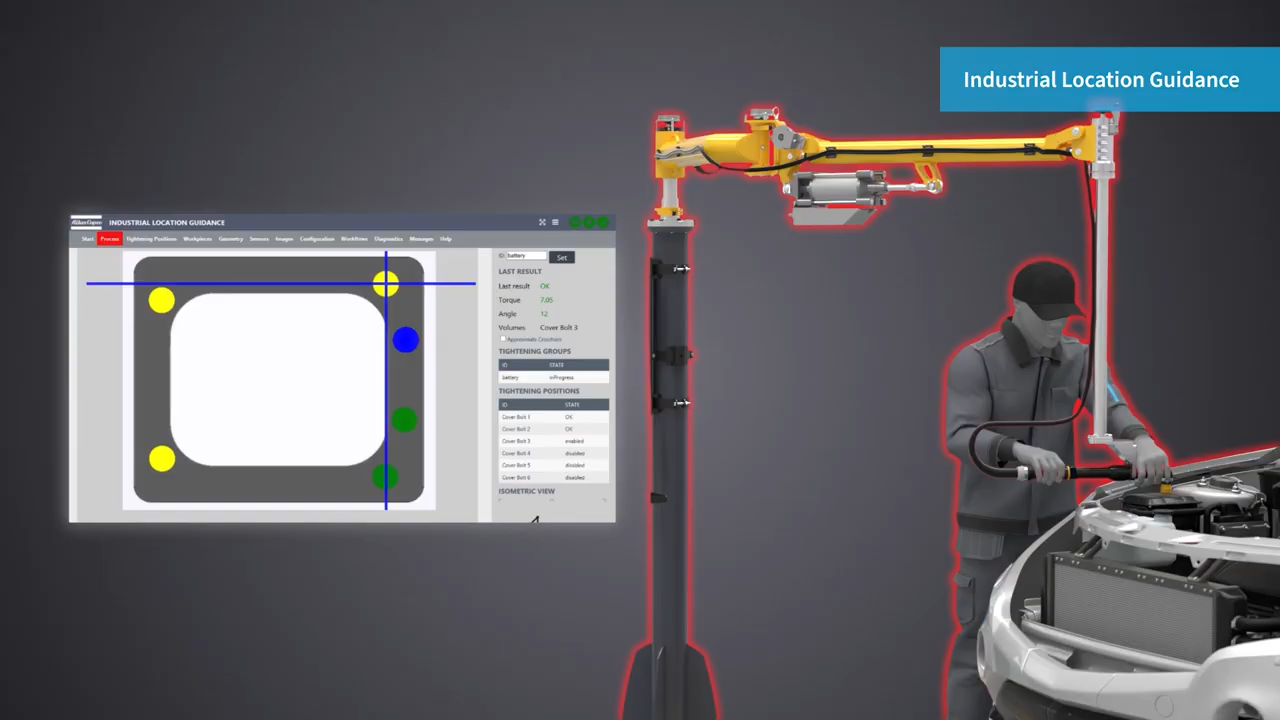 Industrial Location Guidance
Atlas Copco INDUSTRIAL LOCATION GUIDANCE
Start Process Tightening Positions Workpieces Geometry Sensors Images Configuration Workflows Diagnostics Messages Help
ID battery Set
LAST RESULT
Last result OK
Torque 7.05
Angle 12
Volumes Cover Bolt 3
Approximate Crosshairs
TIGHTENING GROUPS
ID STATE
battery inProgress
TIGHTENING POSITIONS
ID STATE
Cover Bolt 1 OK
Cover Bolt 2 OK
Cover Bolt 3 enabled
Cover Bolt 4 disabled
Cover Bolt 5 disabled
Cover Bolt 6 disabled
ISOMETRIC VIEW